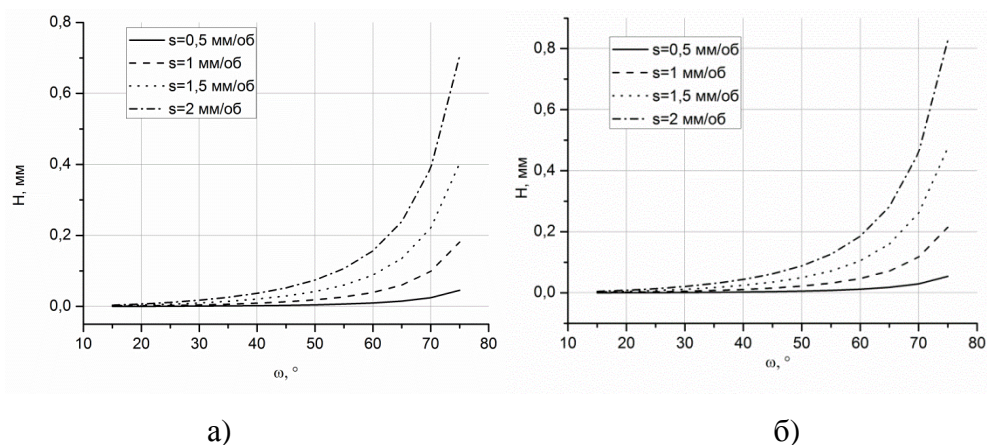 0,8
0,6
0,4
0,2
0,0
H, мм
s=0,5 мм/об
s=1 мм/об
s=1,5 мм/об
s=2 мм/об
10 20 30 40 50 60 70 80
ω, °
а)
0,8
0,6
0,4
0,2
0,0
H, мм
s=0,5 мм/об
s=1 мм/об
s=1,5 мм/об
s=2 мм/об
10 20 30 40 50 60 70 80
ω, °
б)